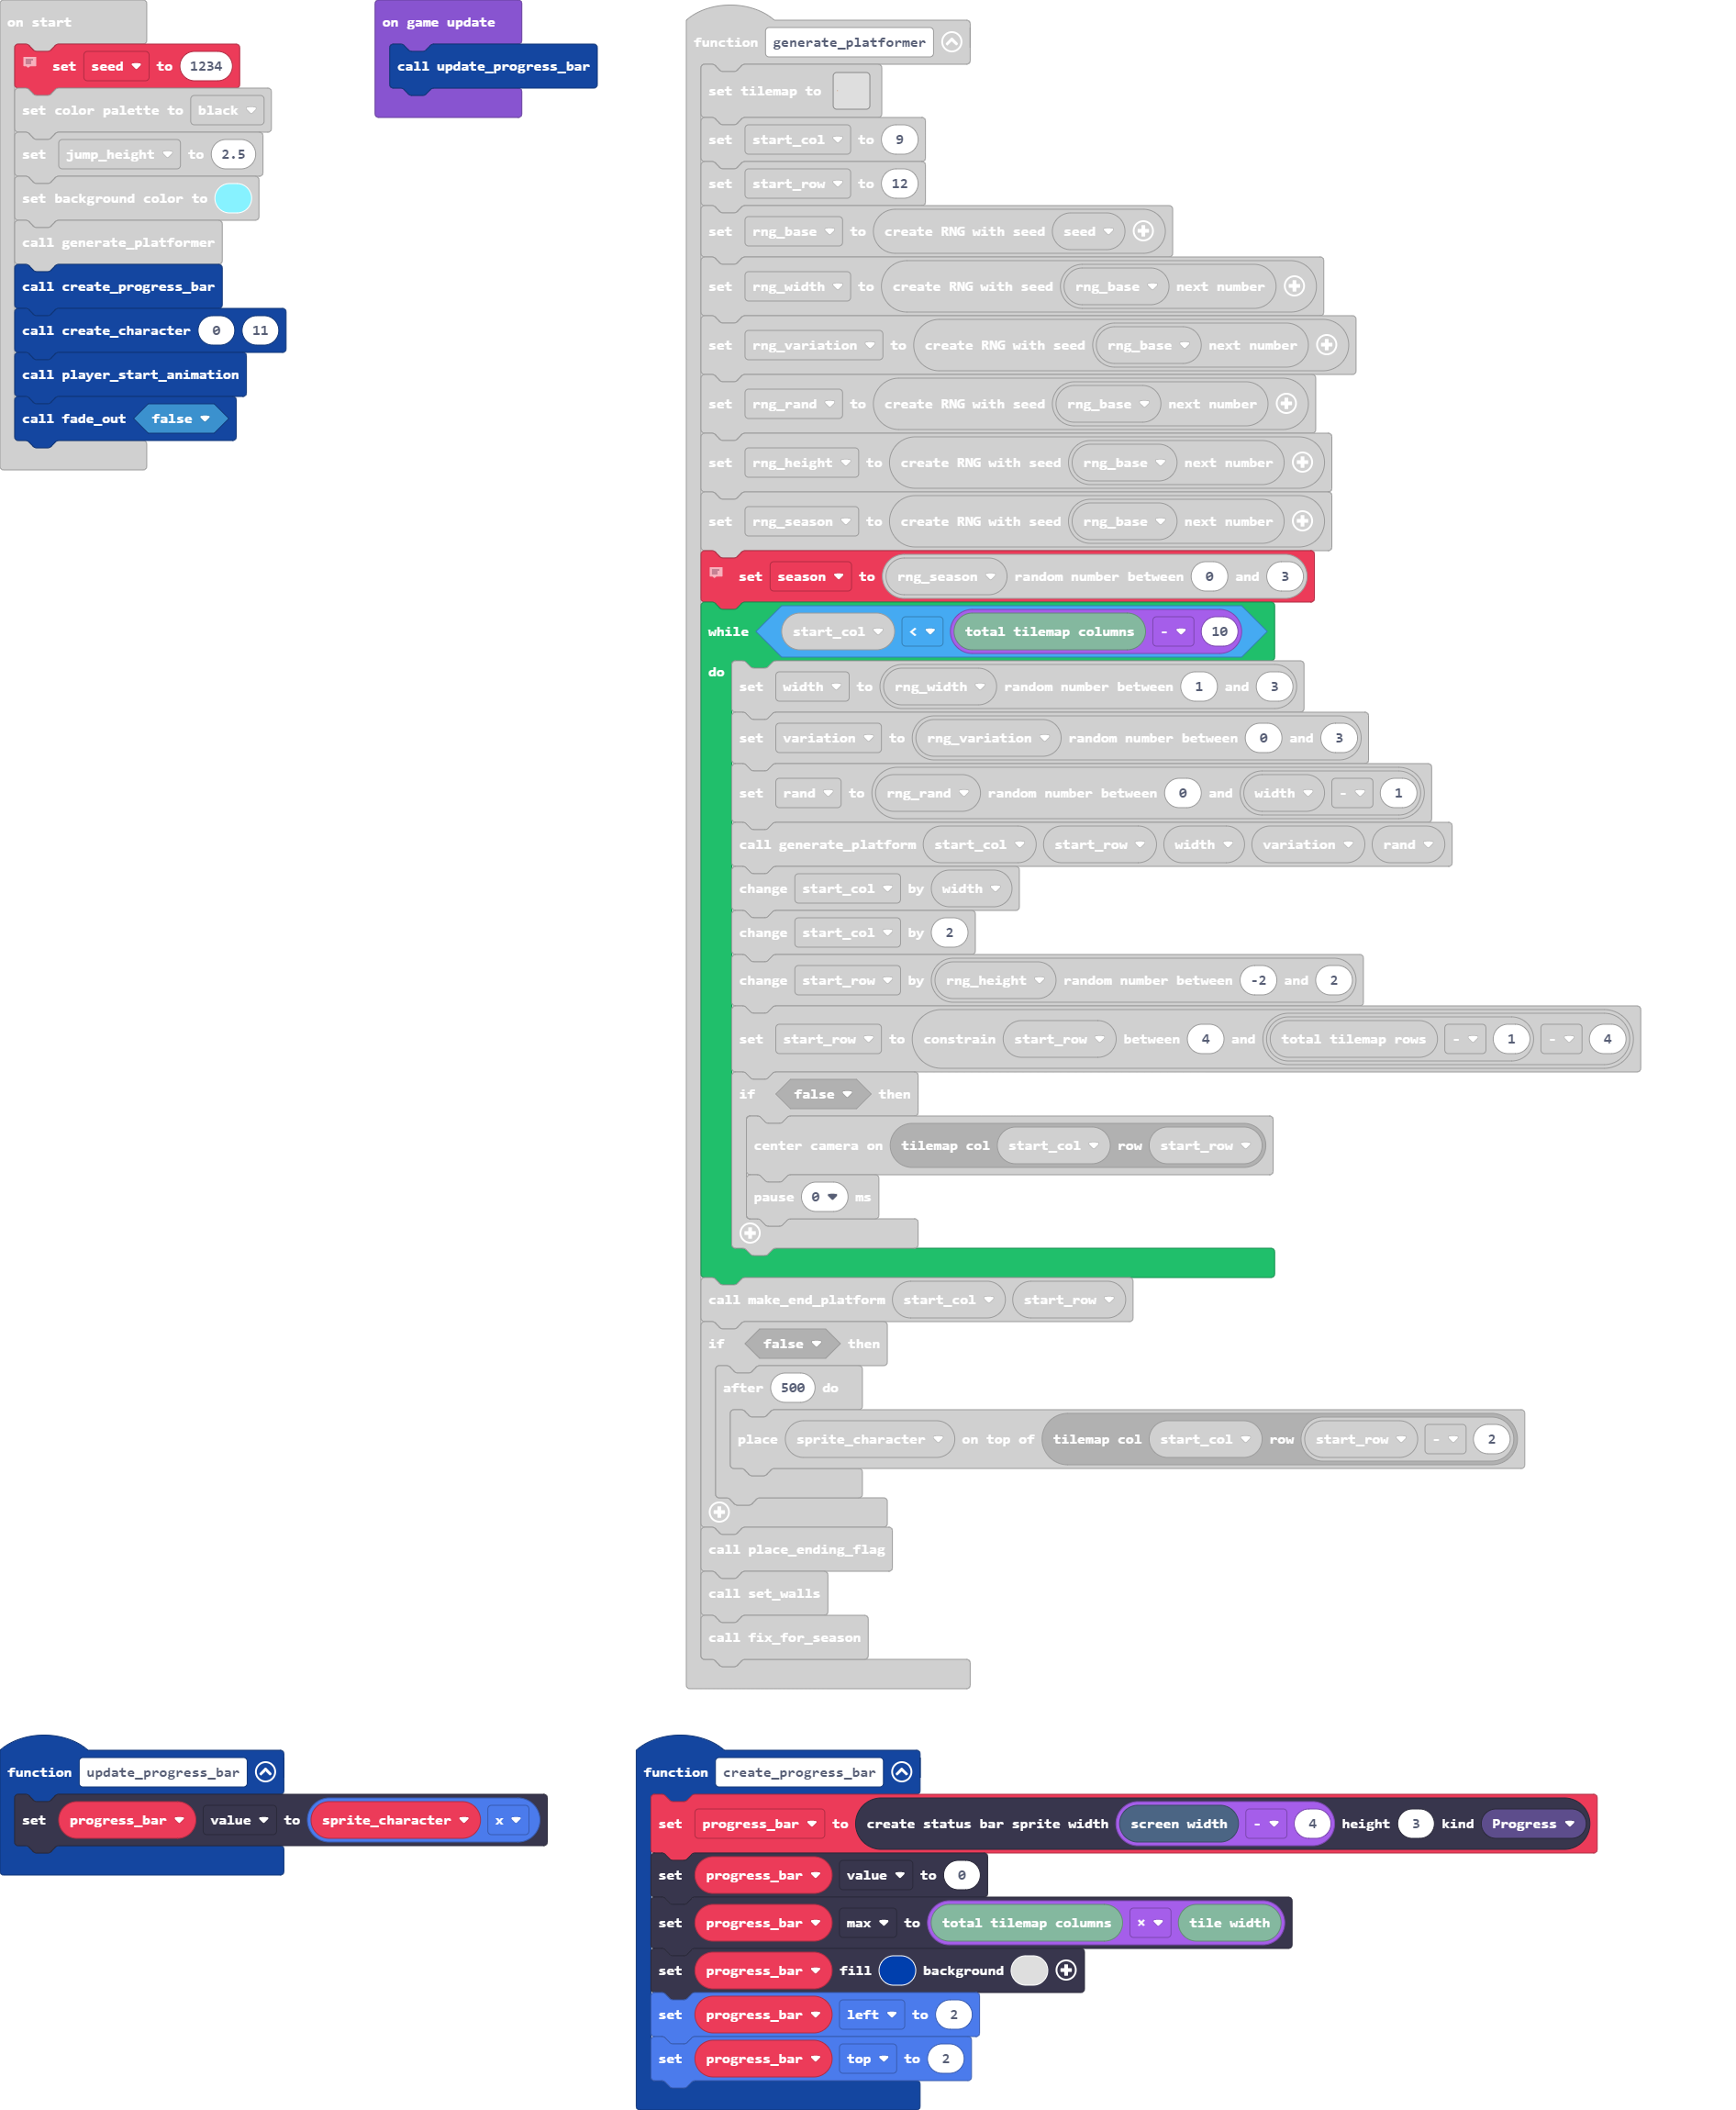 on start
set seed to 1234
set color palette to black
set jump_height to 2.5
set background color to
call generate_platformer
call create_progress_bar
call create_character 0 11
call player_start_animation
call fade_out false
on game update
call update_progress_bar
function generate_platformer
set tilemap to
set start_col to 9
set start_row to 12
set rng_base to create RNG with seed seed
set rng_width to create RNG with seed rng_base next number
set rng_variation to create RNG with seed rng_base next number
set rng_rand to create RNG with seed rng_base next number
set rng_height to create RNG with seed rng_base next number
set rng_season to create RNG with seed rng_base next number
set season to rng_season random number between 0 and 3
while start_col < total tilemap columns - 10
do
set width to rng_width random number between 1 and 3
set variation to rng_variation random number between 0 and 3
set rand to rng_rand random number between 0 and width - 1
call generate_platform start_col start_row width variation rand
change start_col by width
change start_col by 2
change start_row by rng_height random number between -2 and 2
set start_row to constrain start_row between 4 and total tilemap rows - 1 - 4
if false then
center camera on tilemap col start_col row start_row
pause 0 ms
call make_end_platform start_col start_row
if false then
after 500 do
place sprite_character on top of tilemap col start_col row start_row - 2
call place_ending_flag
call set_walls
call fix_for_season
function update_progress_bar
set progress_bar value to sprite_character x
function create_progress_bar
set progress_bar to create status bar sprite width screen width - 4 height 3 kind Progress
set progress_bar value to 0
set progress_bar max to total tilemap columns × tile width
set progress_bar fill background
set progress_bar left to 2
set progress_bar top to 2